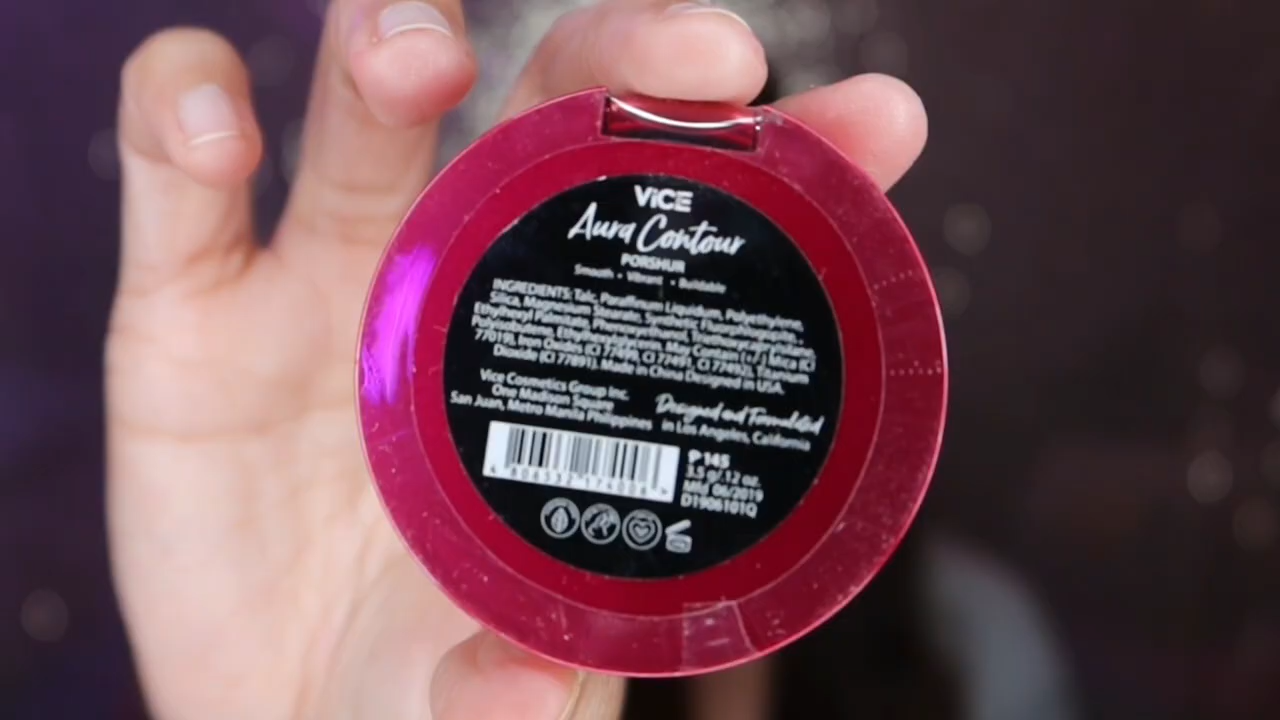 ViCE
Aura Contour
PORSHUR
Smooth • Vibrant • Buildable
INGREDIENTS: Talc, Paraffinum Liquidum, Polyethylene,
Silica, Magnesium Stearate, Synthetic Fluorphlogopite,
Ethylhexyl Palmitate, Phenoxyethanol, Triethoxycaprylylsilane,
Polyisobutene, Ethylhexylglycerin. May Contain (+/-) Mica (CI
77019), Iron Oxides (CI 77499, CI 77491, CI 77492), Titanium
Dioxide (CI 77891). Made in China Designed in USA.
Vice Cosmetics Group Inc.
One Madison Square
San Juan, Metro Manila Philippines
Designed and Formulated
in Los Angeles, California
₱145
3.5 g/.12 oz.
Mfd 06/2019
D1906101Q